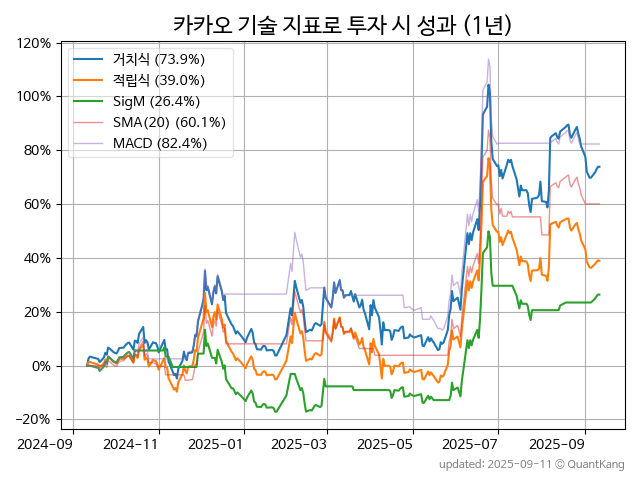 카카오 기술 지표로 투자 시 성과 (1년)
120%
100%
80%
60%
40%
20%
0%
−20%
거치식 (73.9%)
적립식 (39.0%)
SigM (26.4%)
SMA(20) (60.1%)
MACD (82.4%)
2024-09
2024-11
2025-01
2025-03
2025-05
2025-07
2025-09
updated: 2025-09-11 © QuantKang